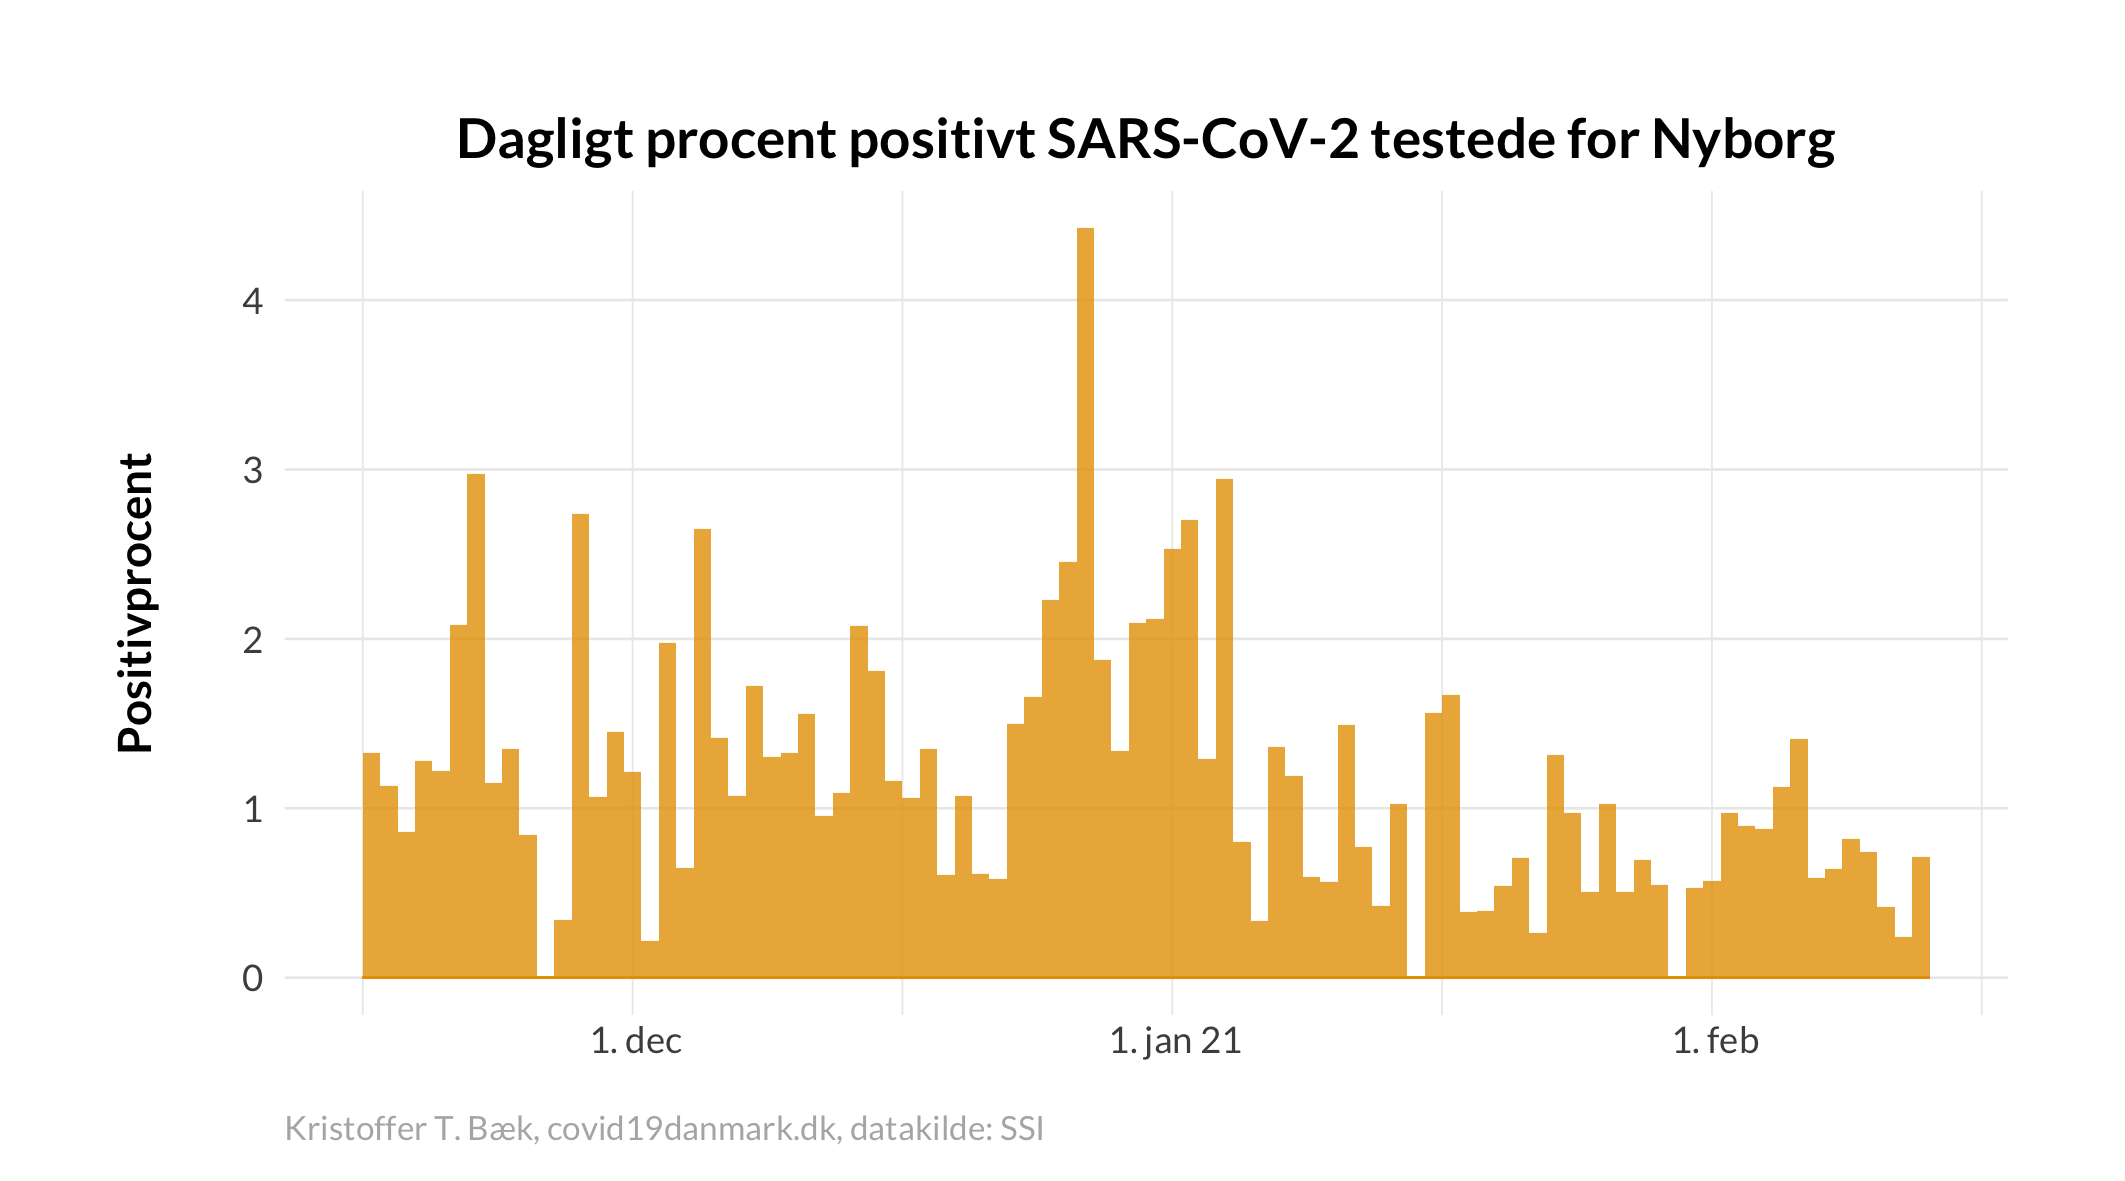 Dagligt procent positivt SARS-CoV-2 testede for Nyborg
Positivprocent
4
3
2
1
0
1. dec
1. jan 21
1. feb
Kristoffer T. Bæk, covid19danmark.dk, datakilde: SSI